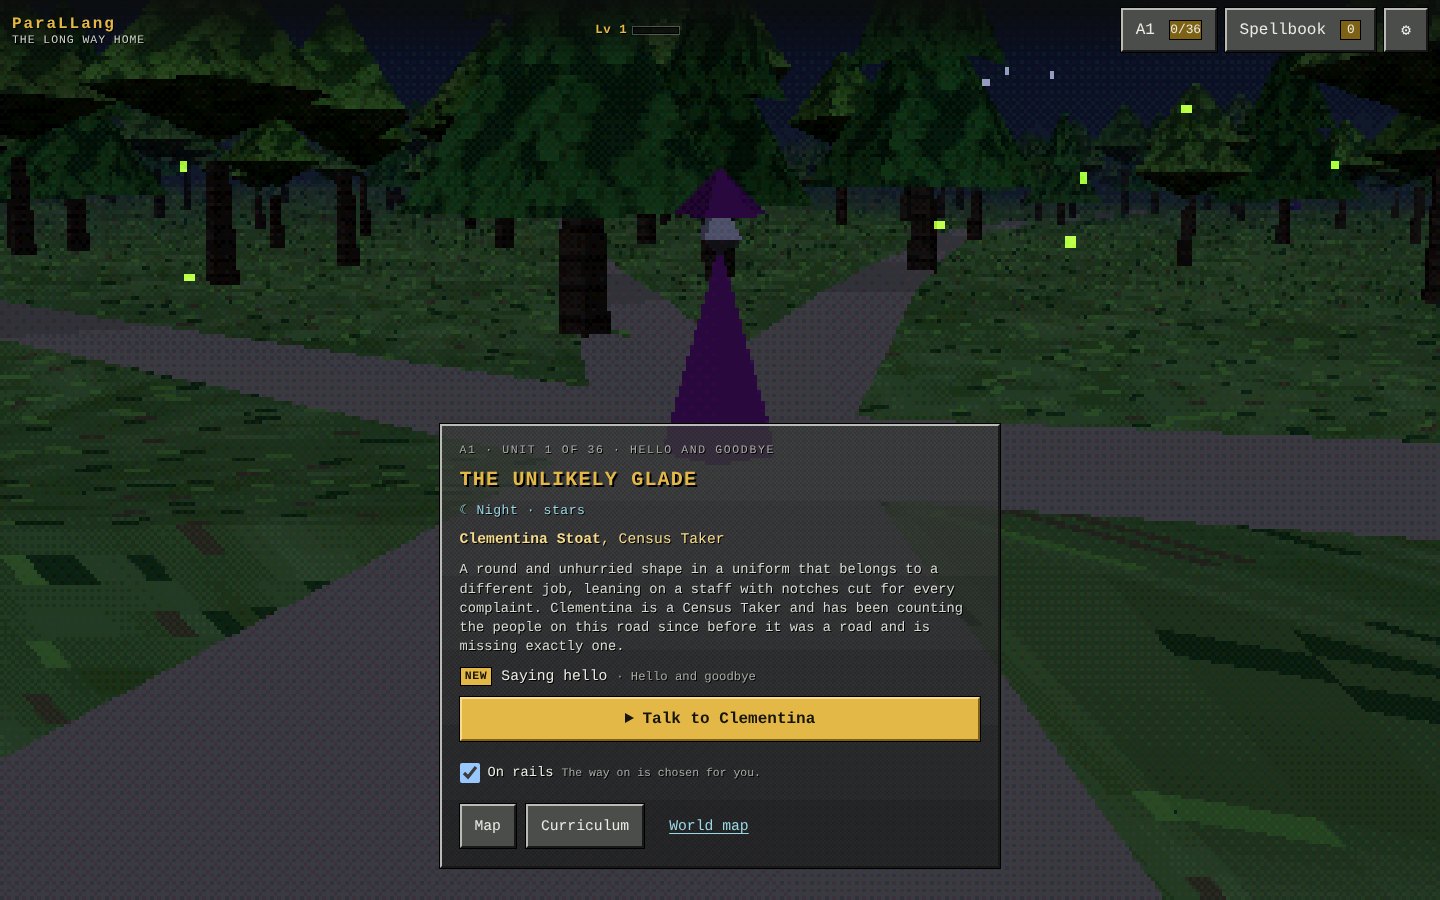 ParaLLang
THE LONG WAY HOME
Lv 1
A1 0/36
Spellbook 0
A1 · UNIT 1 OF 36 · HELLO AND GOODBYE
THE UNLIKELY GLADE
☾ Night · stars
Clementina Stoat, Census Taker
A round and unhurried shape in a uniform that belongs to a
different job, leaning on a staff with notches cut for every
complaint. Clementina is a Census Taker and has been counting
the people on this road since before it was a road and is
missing exactly one.
NEW Saying hello · Hello and goodbye
▶ Talk to Clementina
On rails The way on is chosen for you.
Map
Curriculum
World map